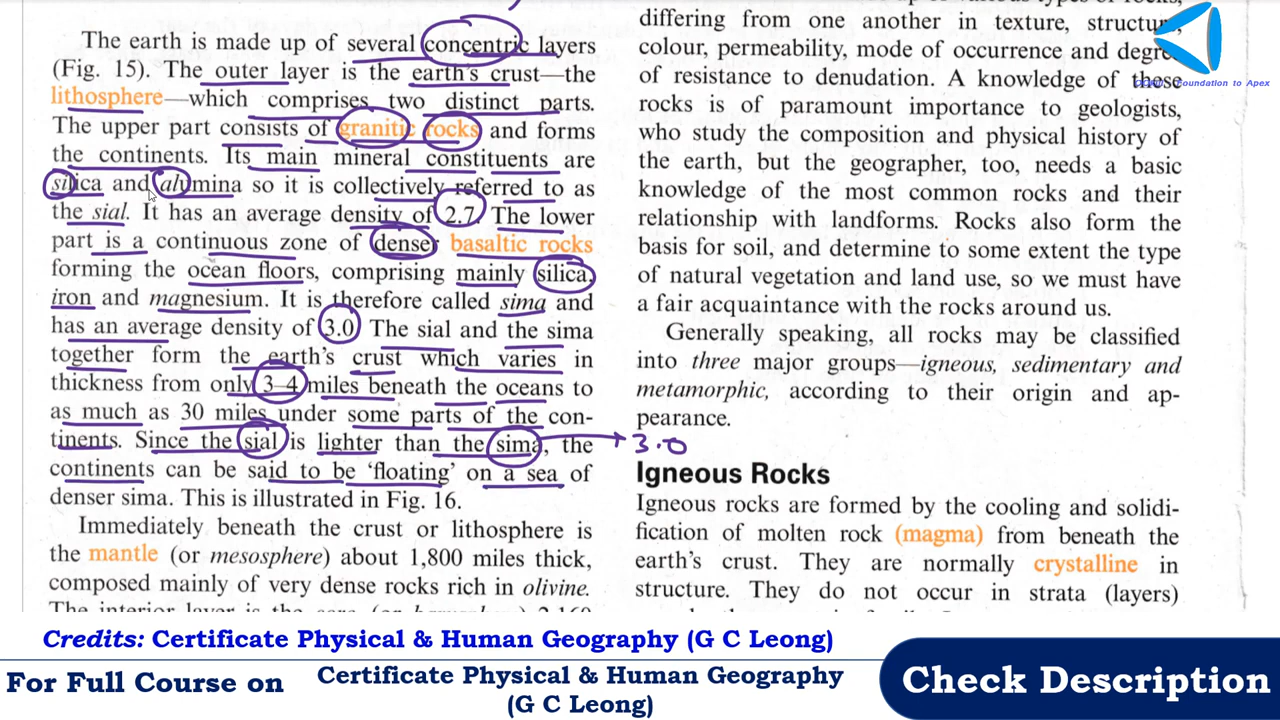 The earth is made up of several concentric layers
(Fig. 15). The outer layer is the earth's crust—the
lithosphere—which comprises two distinct parts.
The upper part consists of granitic rocks and forms
the continents. Its main mineral constituents are
silica and alumina so it is collectively referred to as
the sial. It has an average density of 2.7. The lower
part is a continuous zone of dense basaltic rocks
forming the ocean floors, comprising mainly silica,
iron and magnesium. It is therefore called sima and
has an average density of 3.0. The sial and the sima
together form the earth's crust which varies in
thickness from only 3–4 miles beneath the oceans to
as much as 30 miles under some parts of the con-
tinents. Since the sial is lighter than the sima, the
continents can be said to be 'floating' on a sea of
denser sima. This is illustrated in Fig. 16.
Immediately beneath the crust or lithosphere is
the mantle (or mesosphere) about 1,800 miles thick,
composed mainly of very dense rocks rich in olivine.
3.0
differing from one another in texture, structure,
colour, permeability, mode of occurrence and degree
of resistance to denudation. A knowledge of these
rocks is of paramount importance to geologists,
who study the composition and physical history of
the earth, but the geographer, too, needs a basic
knowledge of the most common rocks and their
relationship with landforms. Rocks also form the
basis for soil, and determine to some extent the type
of natural vegetation and land use, so we must have
a fair acquaintance with the rocks around us.
Generally speaking, all rocks may be classified
into three major groups—igneous, sedimentary and
metamorphic, according to their origin and ap-
pearance.
Igneous Rocks
Igneous rocks are formed by the cooling and solidi-
fication of molten rock (magma) from beneath the
earth's crust. They are normally crystalline in
structure. They do not occur in strata (layers)
Foundation to Apex
Credits: Certificate Physical & Human Geography (G C Leong)
For Full Course on
Certificate Physical & Human Geography
(G C Leong)
Check Description